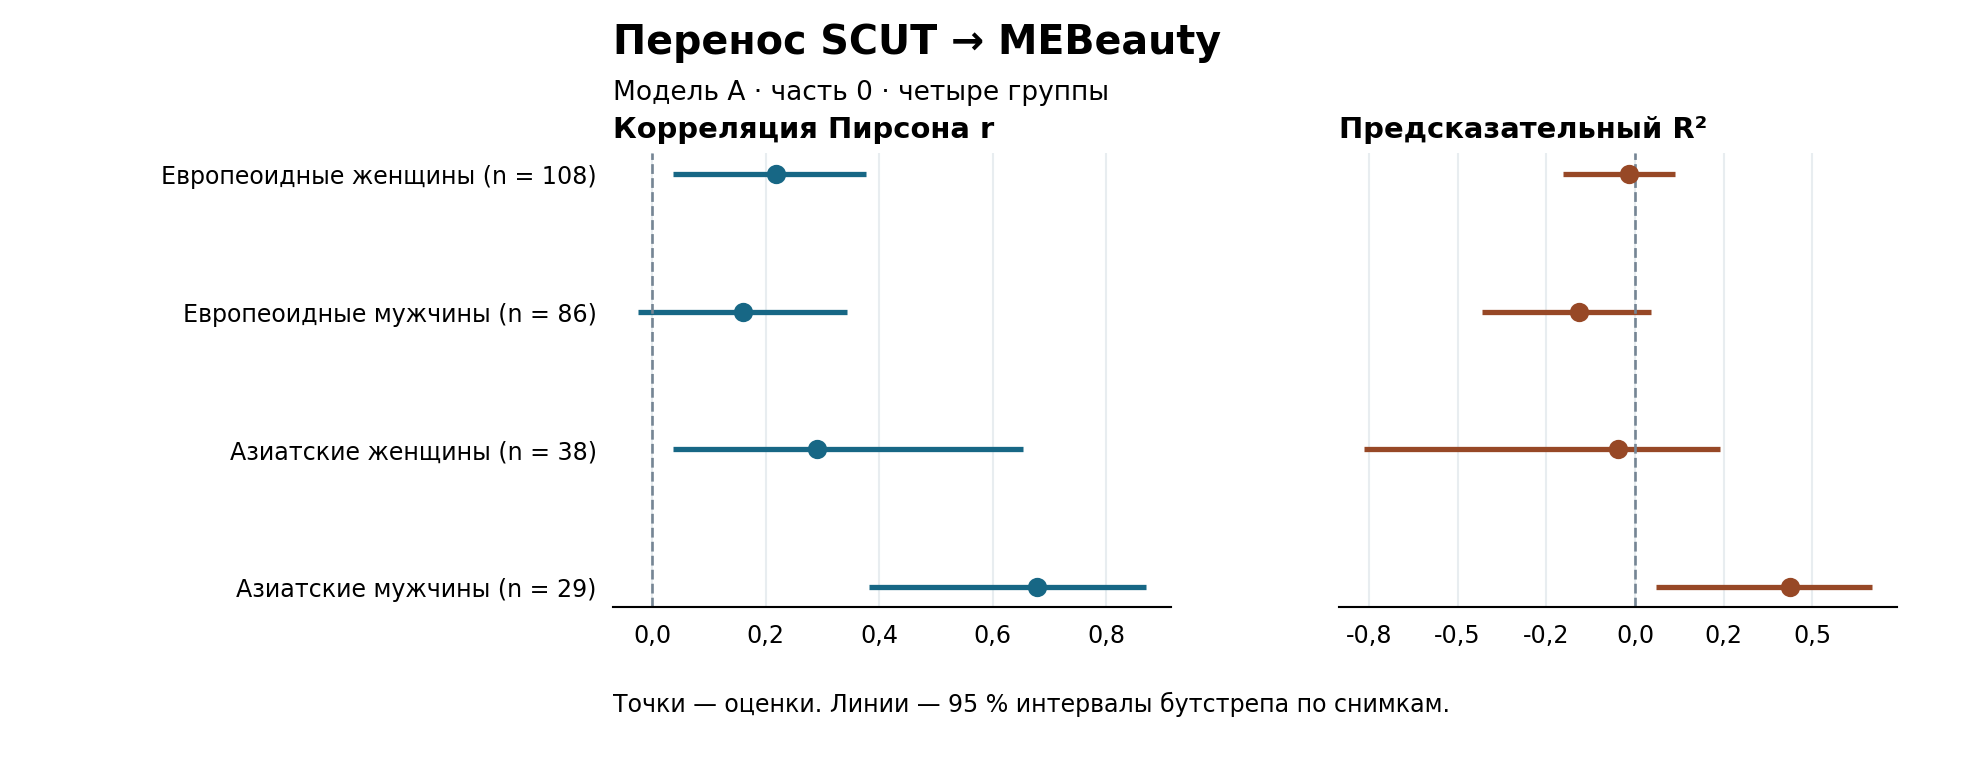 Перенос SCUT → MEBeauty
Модель A · часть 0 · четыре группы
Корреляция Пирсона r
Предсказательный R²
Европеоидные женщины (n = 108)
Европеоидные мужчины (n = 86)
Азиатские женщины (n = 38)
Азиатские мужчины (n = 29)
0,0 0,2 0,4 0,6 0,8
-0,8 -0,5 -0,2 0,0 0,2 0,5
Точки — оценки. Линии — 95 % интервалы бутстрепа по снимкам.